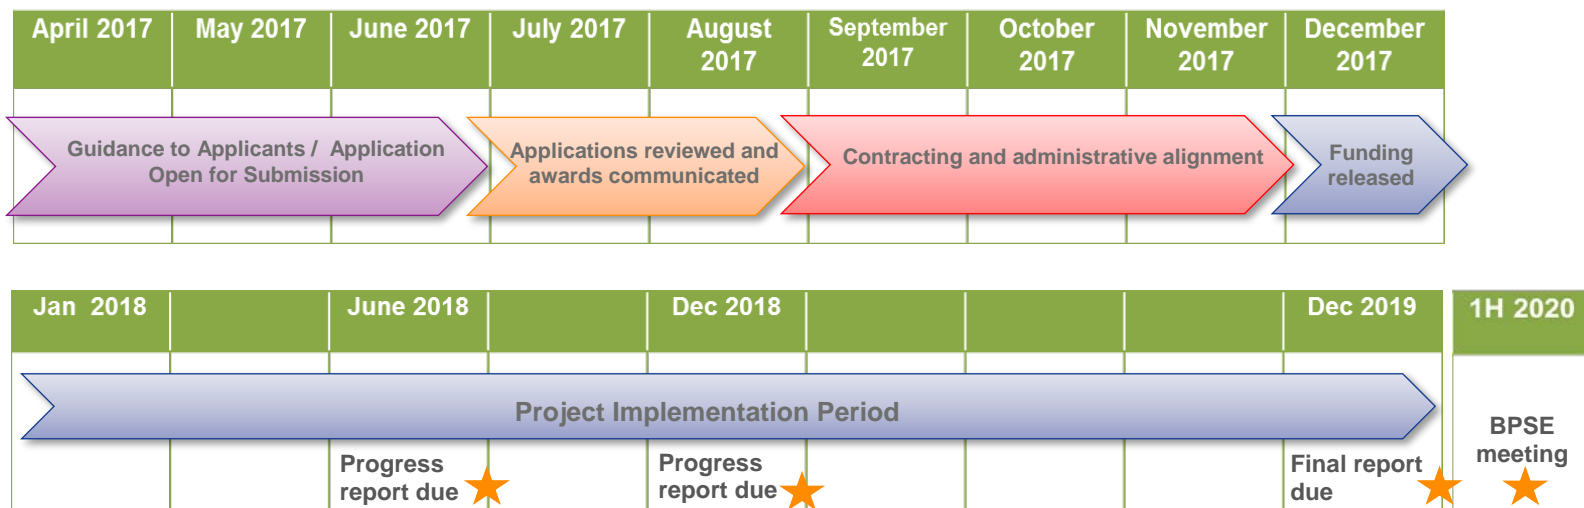 April 2017
May 2017
June 2017
July 2017
August
2017
September
2017
October
2017
November
2017
December
2017
Guidance to Applicants / Application
Open for Submission
Applications reviewed and
awards communicated
Contracting and administrative alignment
Funding
released
Jan 2018
June 2018
Dec 2018
Dec 2019
1H 2020
Project Implementation Period
Progress
report due
Progress
report due
Final report
due
BPSE
meeting